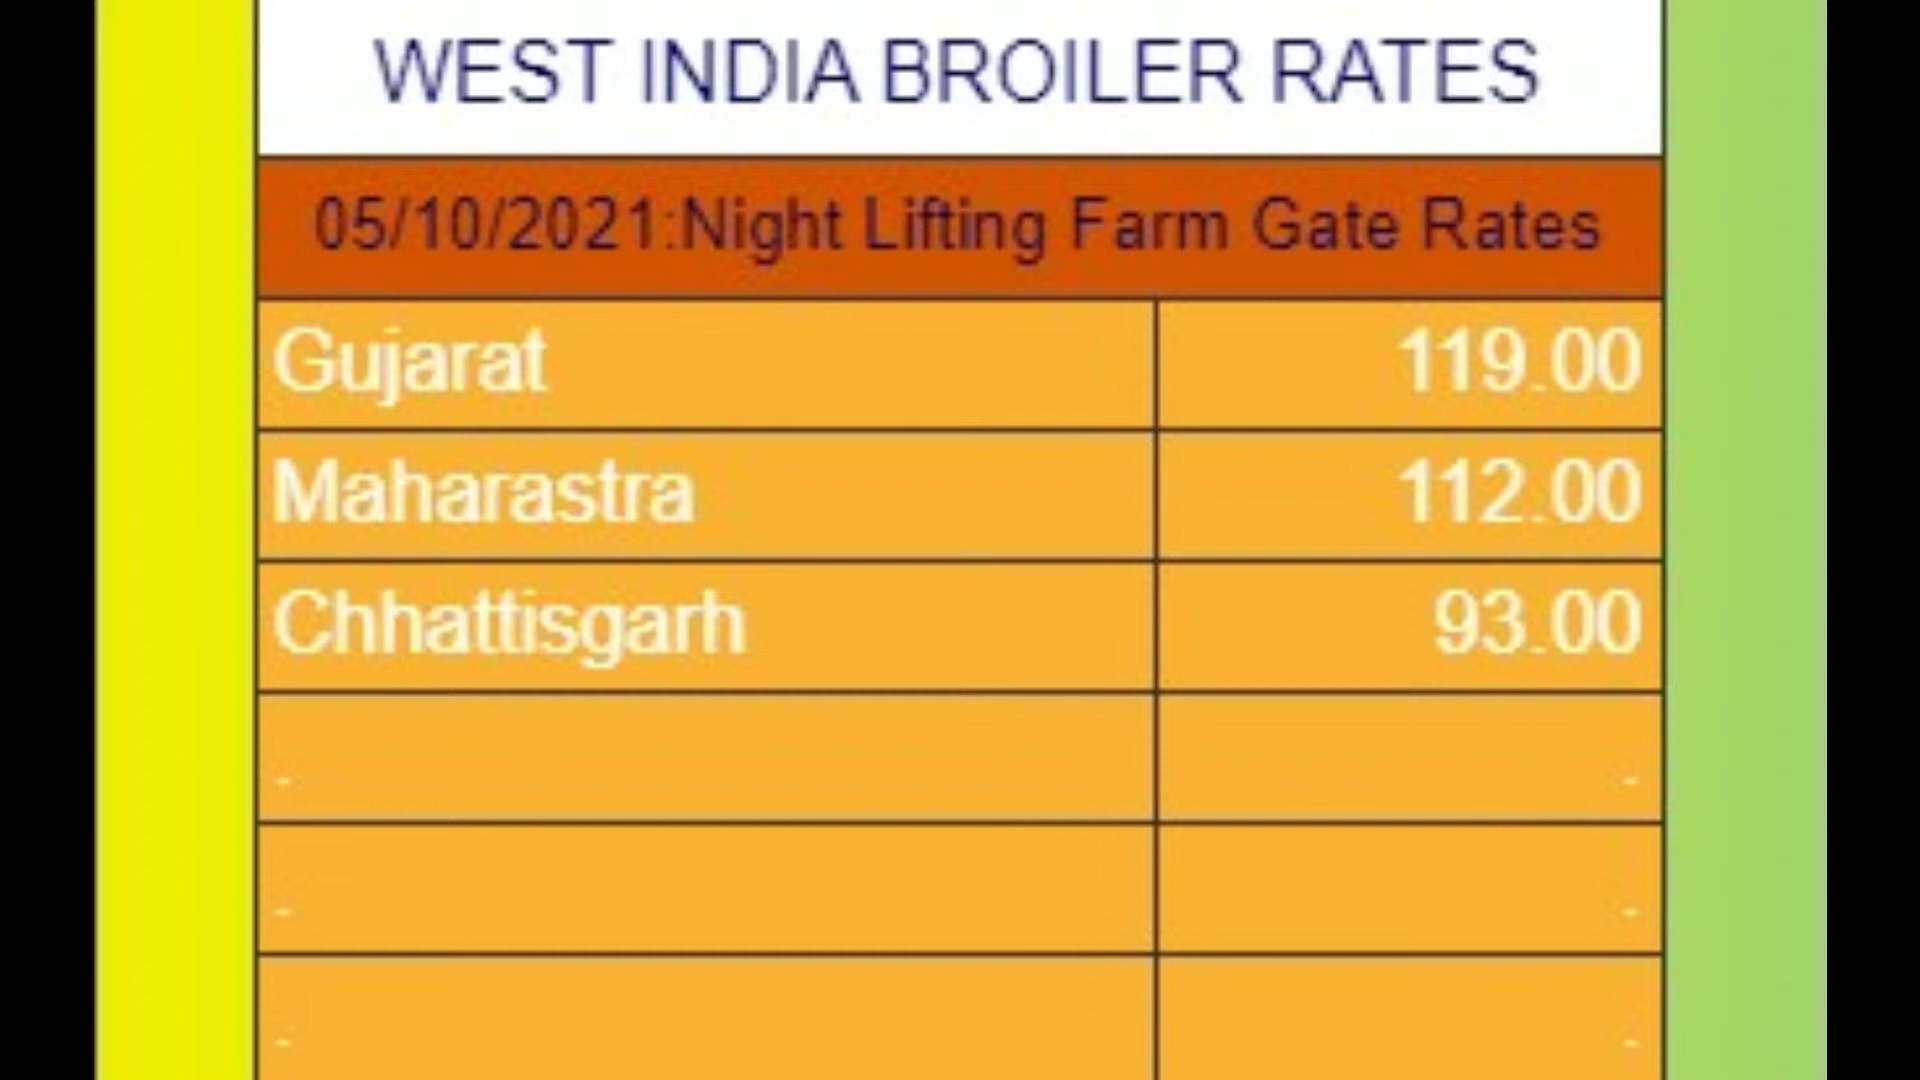 WEST INDIA BROILER RATES
05/10/2021:Night Lifting Farm Gate Rates
Gujarat 119.00
Maharastra 112.00
Chhattisgarh 93.00
- -
- -
- -